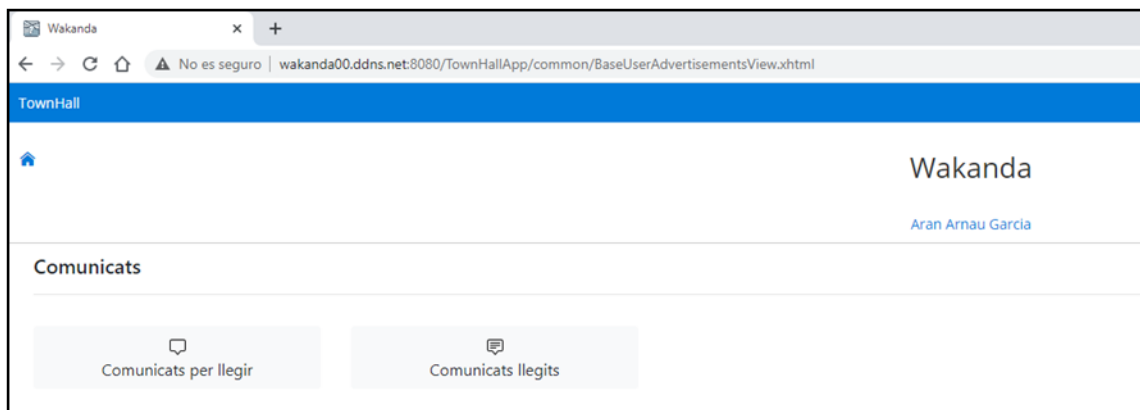 Wakanda
No es seguro | wakanda00.ddns.net:8080/TownHallApp/common/BaseUserAdvertisementsView.xhtml
TownHall
Wakanda
Aran Arnau Garcia
Comunicats
Comunicats per llegir
Comunicats llegits